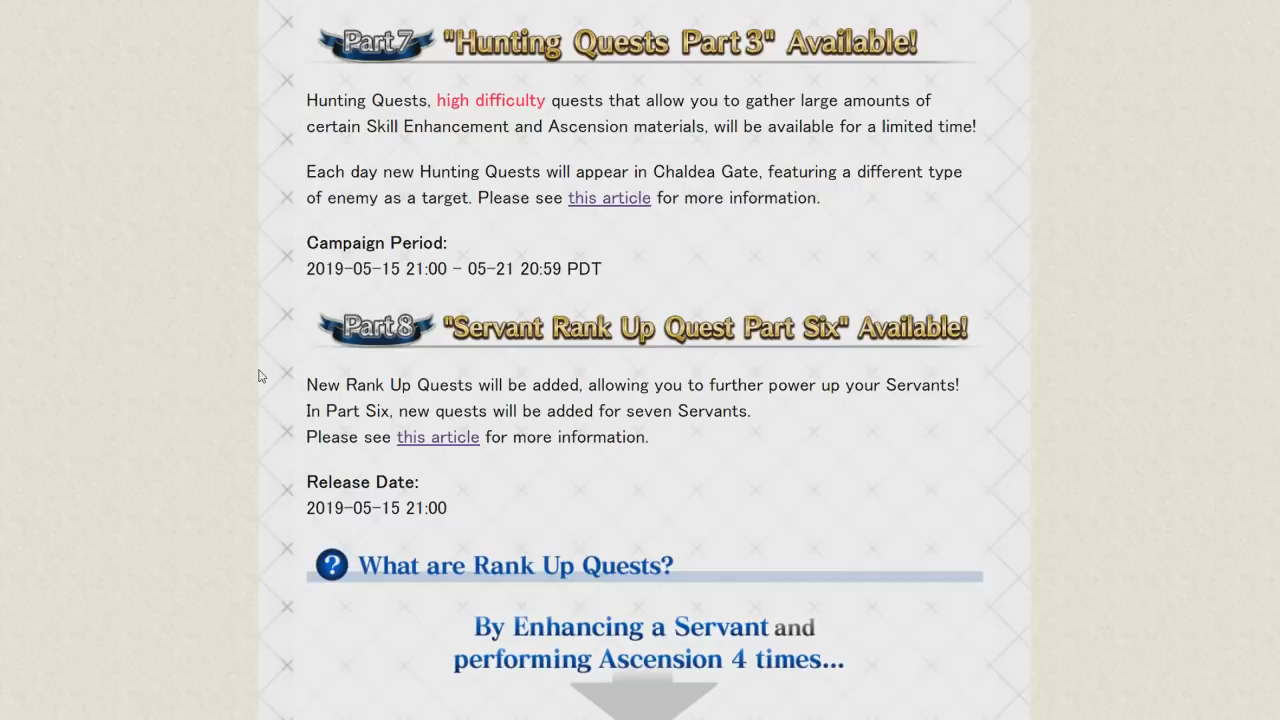 Part 7 "Hunting Quests Part 3" Available!
Hunting Quests, high difficulty quests that allow you to gather large amounts of
certain Skill Enhancement and Ascension materials, will be available for a limited time!
Each day new Hunting Quests will appear in Chaldea Gate, featuring a different type
of enemy as a target. Please see this article for more information.
Campaign Period:
2019-05-15 21:00 - 05-21 20:59 PDT
Part 8 "Servant Rank Up Quest Part Six" Available!
New Rank Up Quests will be added, allowing you to further power up your Servants!
In Part Six, new quests will be added for seven Servants.
Please see this article for more information.
Release Date:
2019-05-15 21:00
? What are Rank Up Quests?
By Enhancing a Servant and
performing Ascension 4 times...